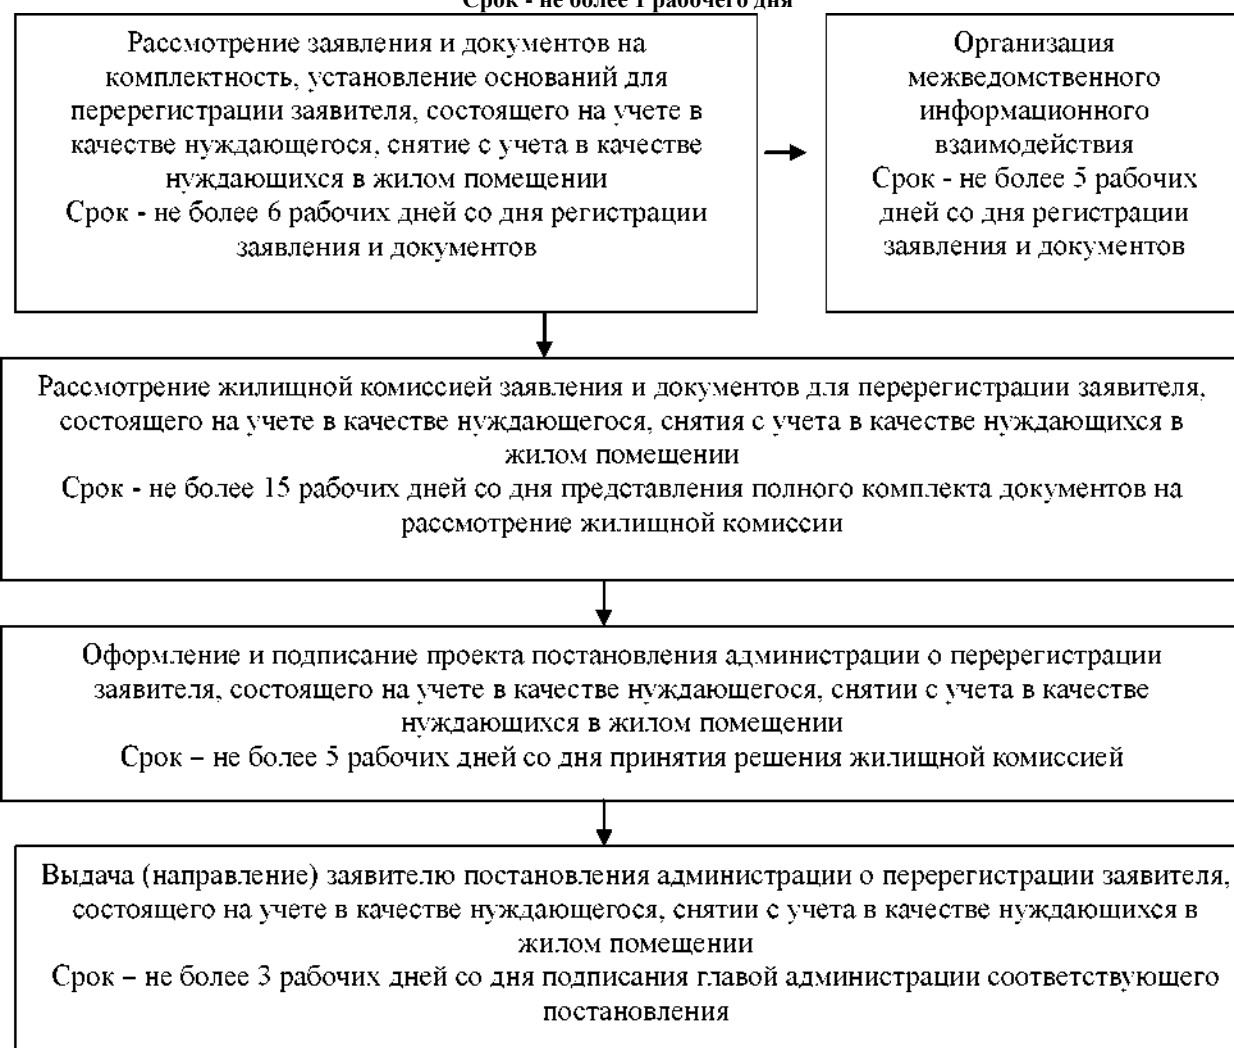 Срок - не более 1 рабочего дня
Рассмотрение заявления и документов на
комплектность, установление оснований для
перерегистрации заявителя, состоящего на учете в
качестве нуждающегося, снятие с учета в качестве
нуждающихся в жилом помещении
Срок - не более 6 рабочих дней со дня регистрации
заявления и документов
Организация
межведомственного
информационного
взаимодействия
Срок - не более 5 рабочих
дней со дня регистрации
заявления и документов
Рассмотрение жилищной комиссией заявления и документов для перерегистрации заявителя,
состоящего на учете в качестве нуждающегося, снятия с учета в качестве нуждающихся в
жилом помещении
Срок - не более 15 рабочих дней со дня представления полного комплекта документов на
рассмотрение жилищной комиссии
Оформление и подписание проекта постановления администрации о перерегистрации
заявителя, состоящего на учете в качестве нуждающегося, снятии с учета в качестве
нуждающихся в жилом помещении
Срок – не более 5 рабочих дней со дня принятия решения жилищной комиссией
Выдача (направление) заявителю постановления администрации о перерегистрации заявителя,
состоящего на учете в качестве нуждающегося, снятии с учета в качестве нуждающихся в
жилом помещении
Срок – не более 3 рабочих дней со дня подписания главой администрации соответствующего
постановления